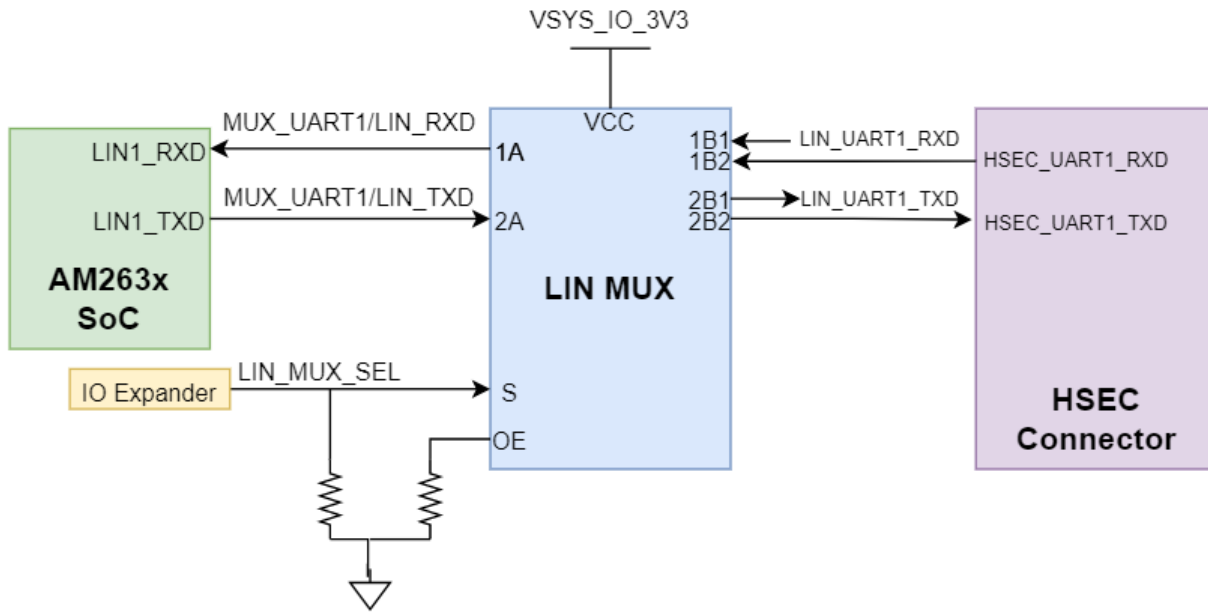 VSYS_IO_3V3
VCC
MUX_UART1/LIN_RXD
LIN1_RXD
1A
1B1
LIN_UART1_RXD
1B2
HSEC_UART1_RXD
MUX_UART1/LIN_TXD
LIN1_TXD
2A
2B1
LIN_UART1_TXD
2B2
HSEC_UART1_TXD
AM263x
SoC
LIN MUX
LIN_MUX_SEL
IO Expander
S
OE
HSEC
Connector